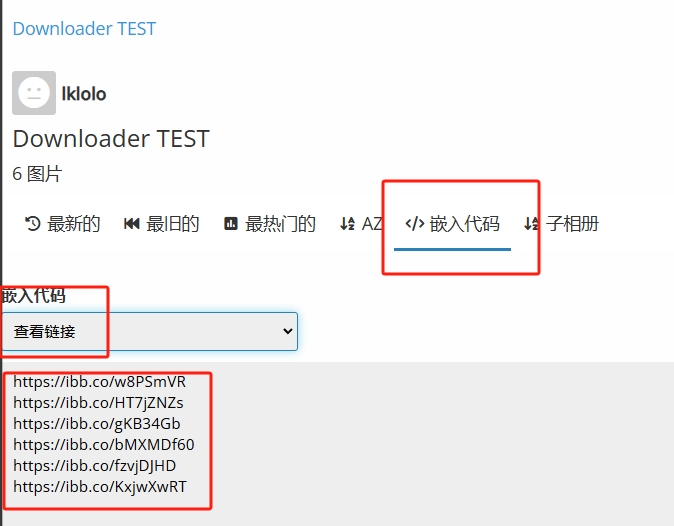 Downloader TEST
lklolo
Downloader TEST
6 图片
最新的 最旧的 最热门的 AZ </> 嵌入代码 子相册
嵌入代码
查看链接
https://ibb.co/w8PSmVR
https://ibb.co/HT7jZNZs
https://ibb.co/gKB34Gb
https://ibb.co/bMXMDf60
https://ibb.co/fzvjDJHD
https://ibb.co/KxjwXwRT